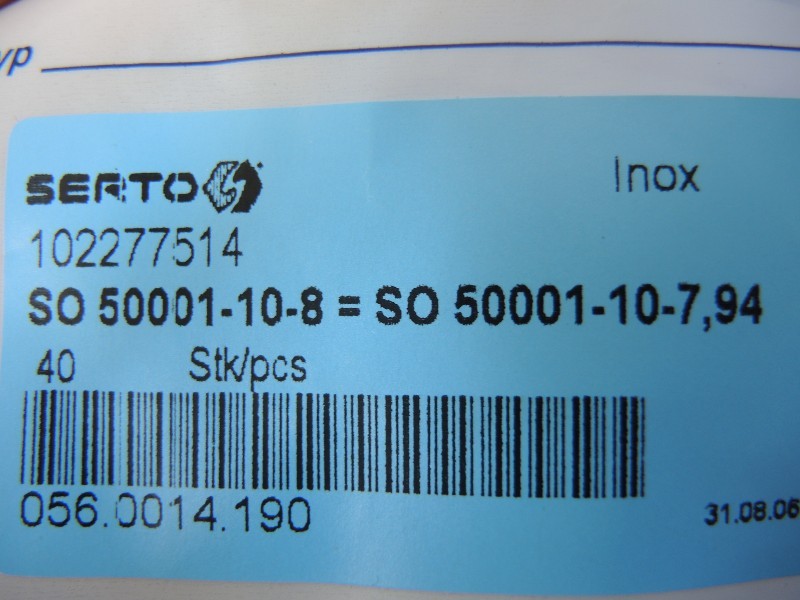 yp
SERTO
Inox
102277514
SO 50001-10-8 = SO 50001-10-7,94
40 Stk/pcs
056.0014.190
31.08.06